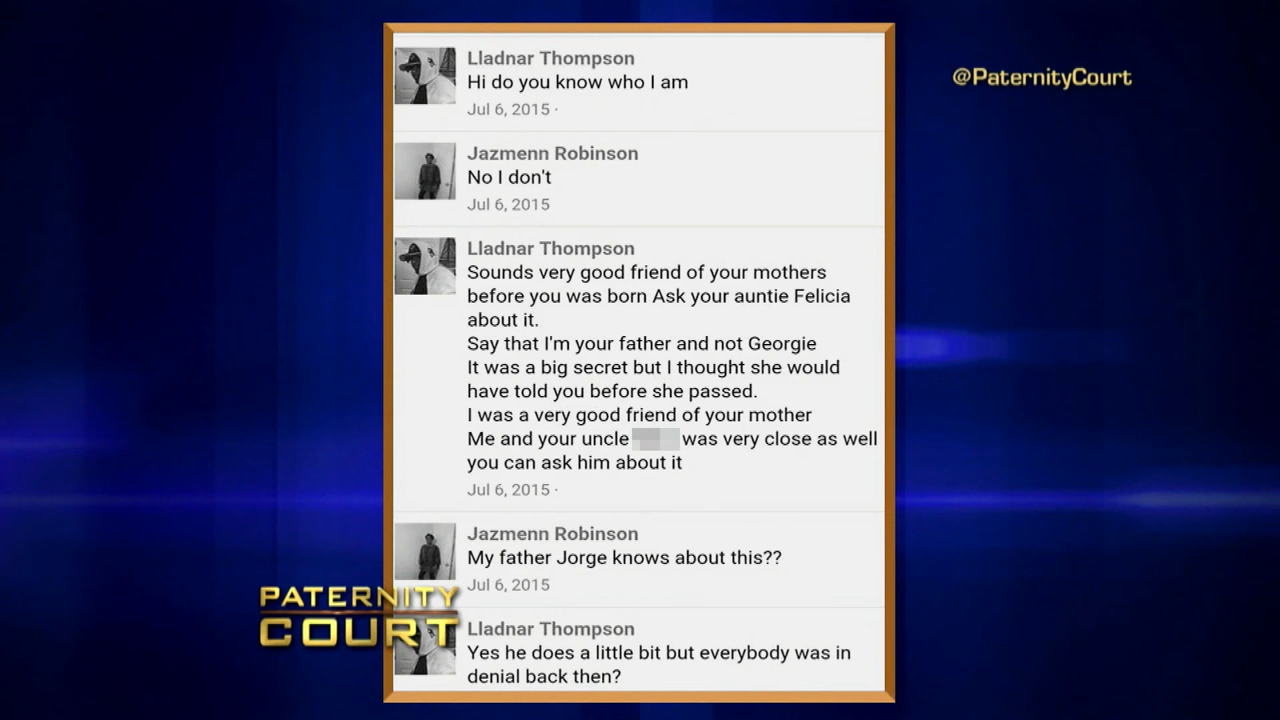 @PaternityCourt
Lladnar Thompson
Hi do you know who I am
Jul 6, 2015 ·
Jazmenn Robinson
No I don't
Jul 6, 2015
Lladnar Thompson
Sounds very good friend of your mothers
before you was born Ask your auntie Felicia
about it.
Say that I'm your father and not Georgie
It was a big secret but I thought she would
have told you before she passed.
I was a very good friend of your mother
Me and your uncle was very close as well
you can ask him about it
Jul 6, 2015 ·
Jazmenn Robinson
My father Jorge knows about this??
Jul 6, 2015
Lladnar Thompson
Yes he does a little bit but everybody was in
denial back then?
PATERNITY
COURT